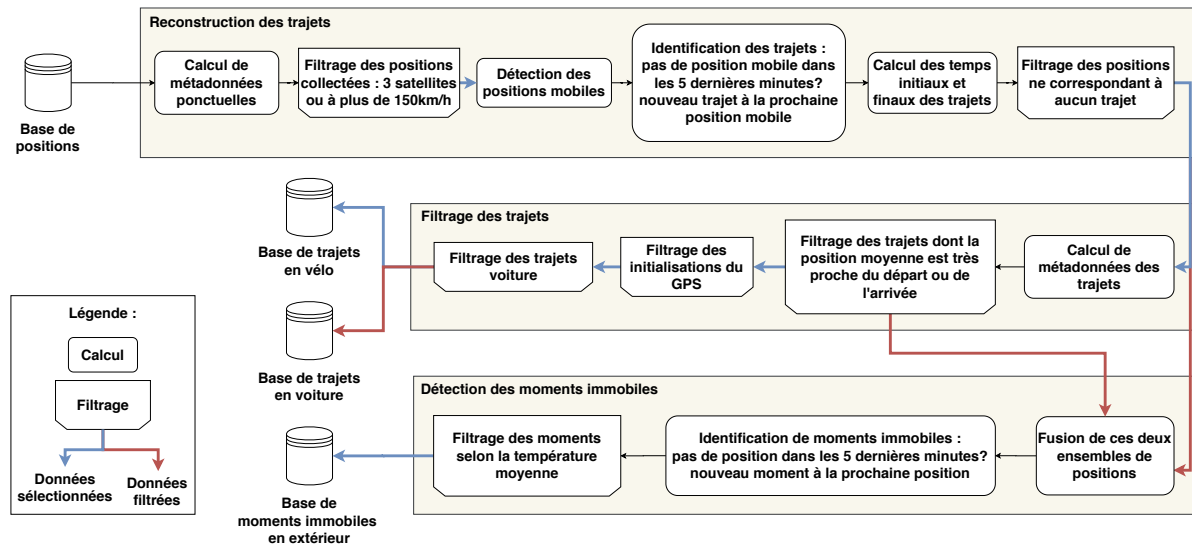 Reconstruction des trajets
Base de
positions
Calcul de
métadonnées
ponctuelles
Filtrage des positions
collectées : 3 satellites
ou à plus de 150km/h
Détection des
positions mobiles
Identification des trajets :
pas de position mobile dans
les 5 dernières minutes?
nouveau trajet à la prochaine
position mobile
Calcul des temps
initiaux et
finaux des trajets
Filtrage des positions
ne correspondant à
aucun trajet
Filtrage des trajets
Base de trajets
en vélo
Filtrage des trajets
voiture
Filtrage des
initialisations du
GPS
Filtrage des trajets dont la
position moyenne est très
proche du départ ou de
l'arrivée
Calcul de
métadonnées des
trajets
Base de trajets
en voiture
Légende :
Calcul
Filtrage
Données
sélectionnées
Données
filtrées
Détection des moments immobiles
Filtrage des moments
selon la température
moyenne
Identification de moments immobiles :
pas de position dans les 5 dernières minutes?
nouveau moment à la prochaine position
Fusion de ces deux
ensembles de
positions
Base de
moments immobiles
en extérieur